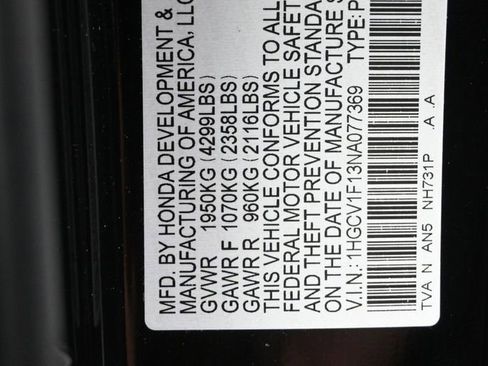 MFD. BY HONDA DEVELOPMENT &
MANUFACTURING OF AMERICA, LLC
GVWR 1950KG (4299LBS)
GAWR F 1070KG (2358LBS)
GAWR R 960KG (2116LBS)
THIS VEHICLE CONFORMS TO ALL
FEDERAL MOTOR VEHICLE SAFET
AND THEFT PREVENTION STANDA
ON THE DATE OF MANUFACTURE S
V.I.N.: 1HGCV1F13NA077369 TYPE:P
TVA N AN5 NH731P .A .A